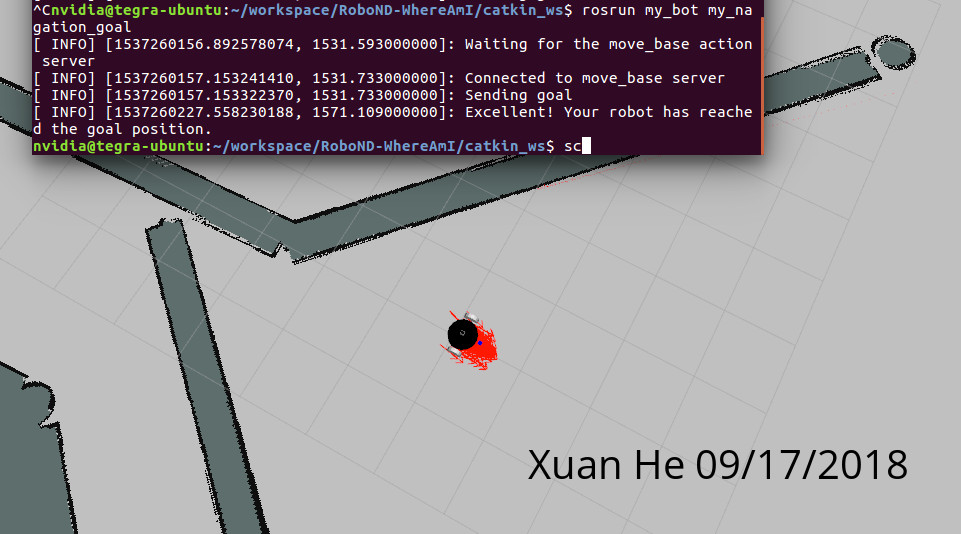 ^Cnvidia@tegra-ubuntu:~/workspace/RoboND-WhereAmI/catkin_ws$ rosrun my_bot my_na
gation_goal
[ INFO] [1537260156.892578074, 1531.593000000]: Waiting for the move_base action
 server
[ INFO] [1537260157.153241410, 1531.733000000]: Connected to move_base server
[ INFO] [1537260157.153322370, 1531.733000000]: Sending goal
[ INFO] [1537260227.558230188, 1571.109000000]: Excellent! Your robot has reache
d the goal position.
nvidia@tegra-ubuntu:~/workspace/RoboND-WhereAmI/catkin_ws$ sc
Xuan He 09/17/2018